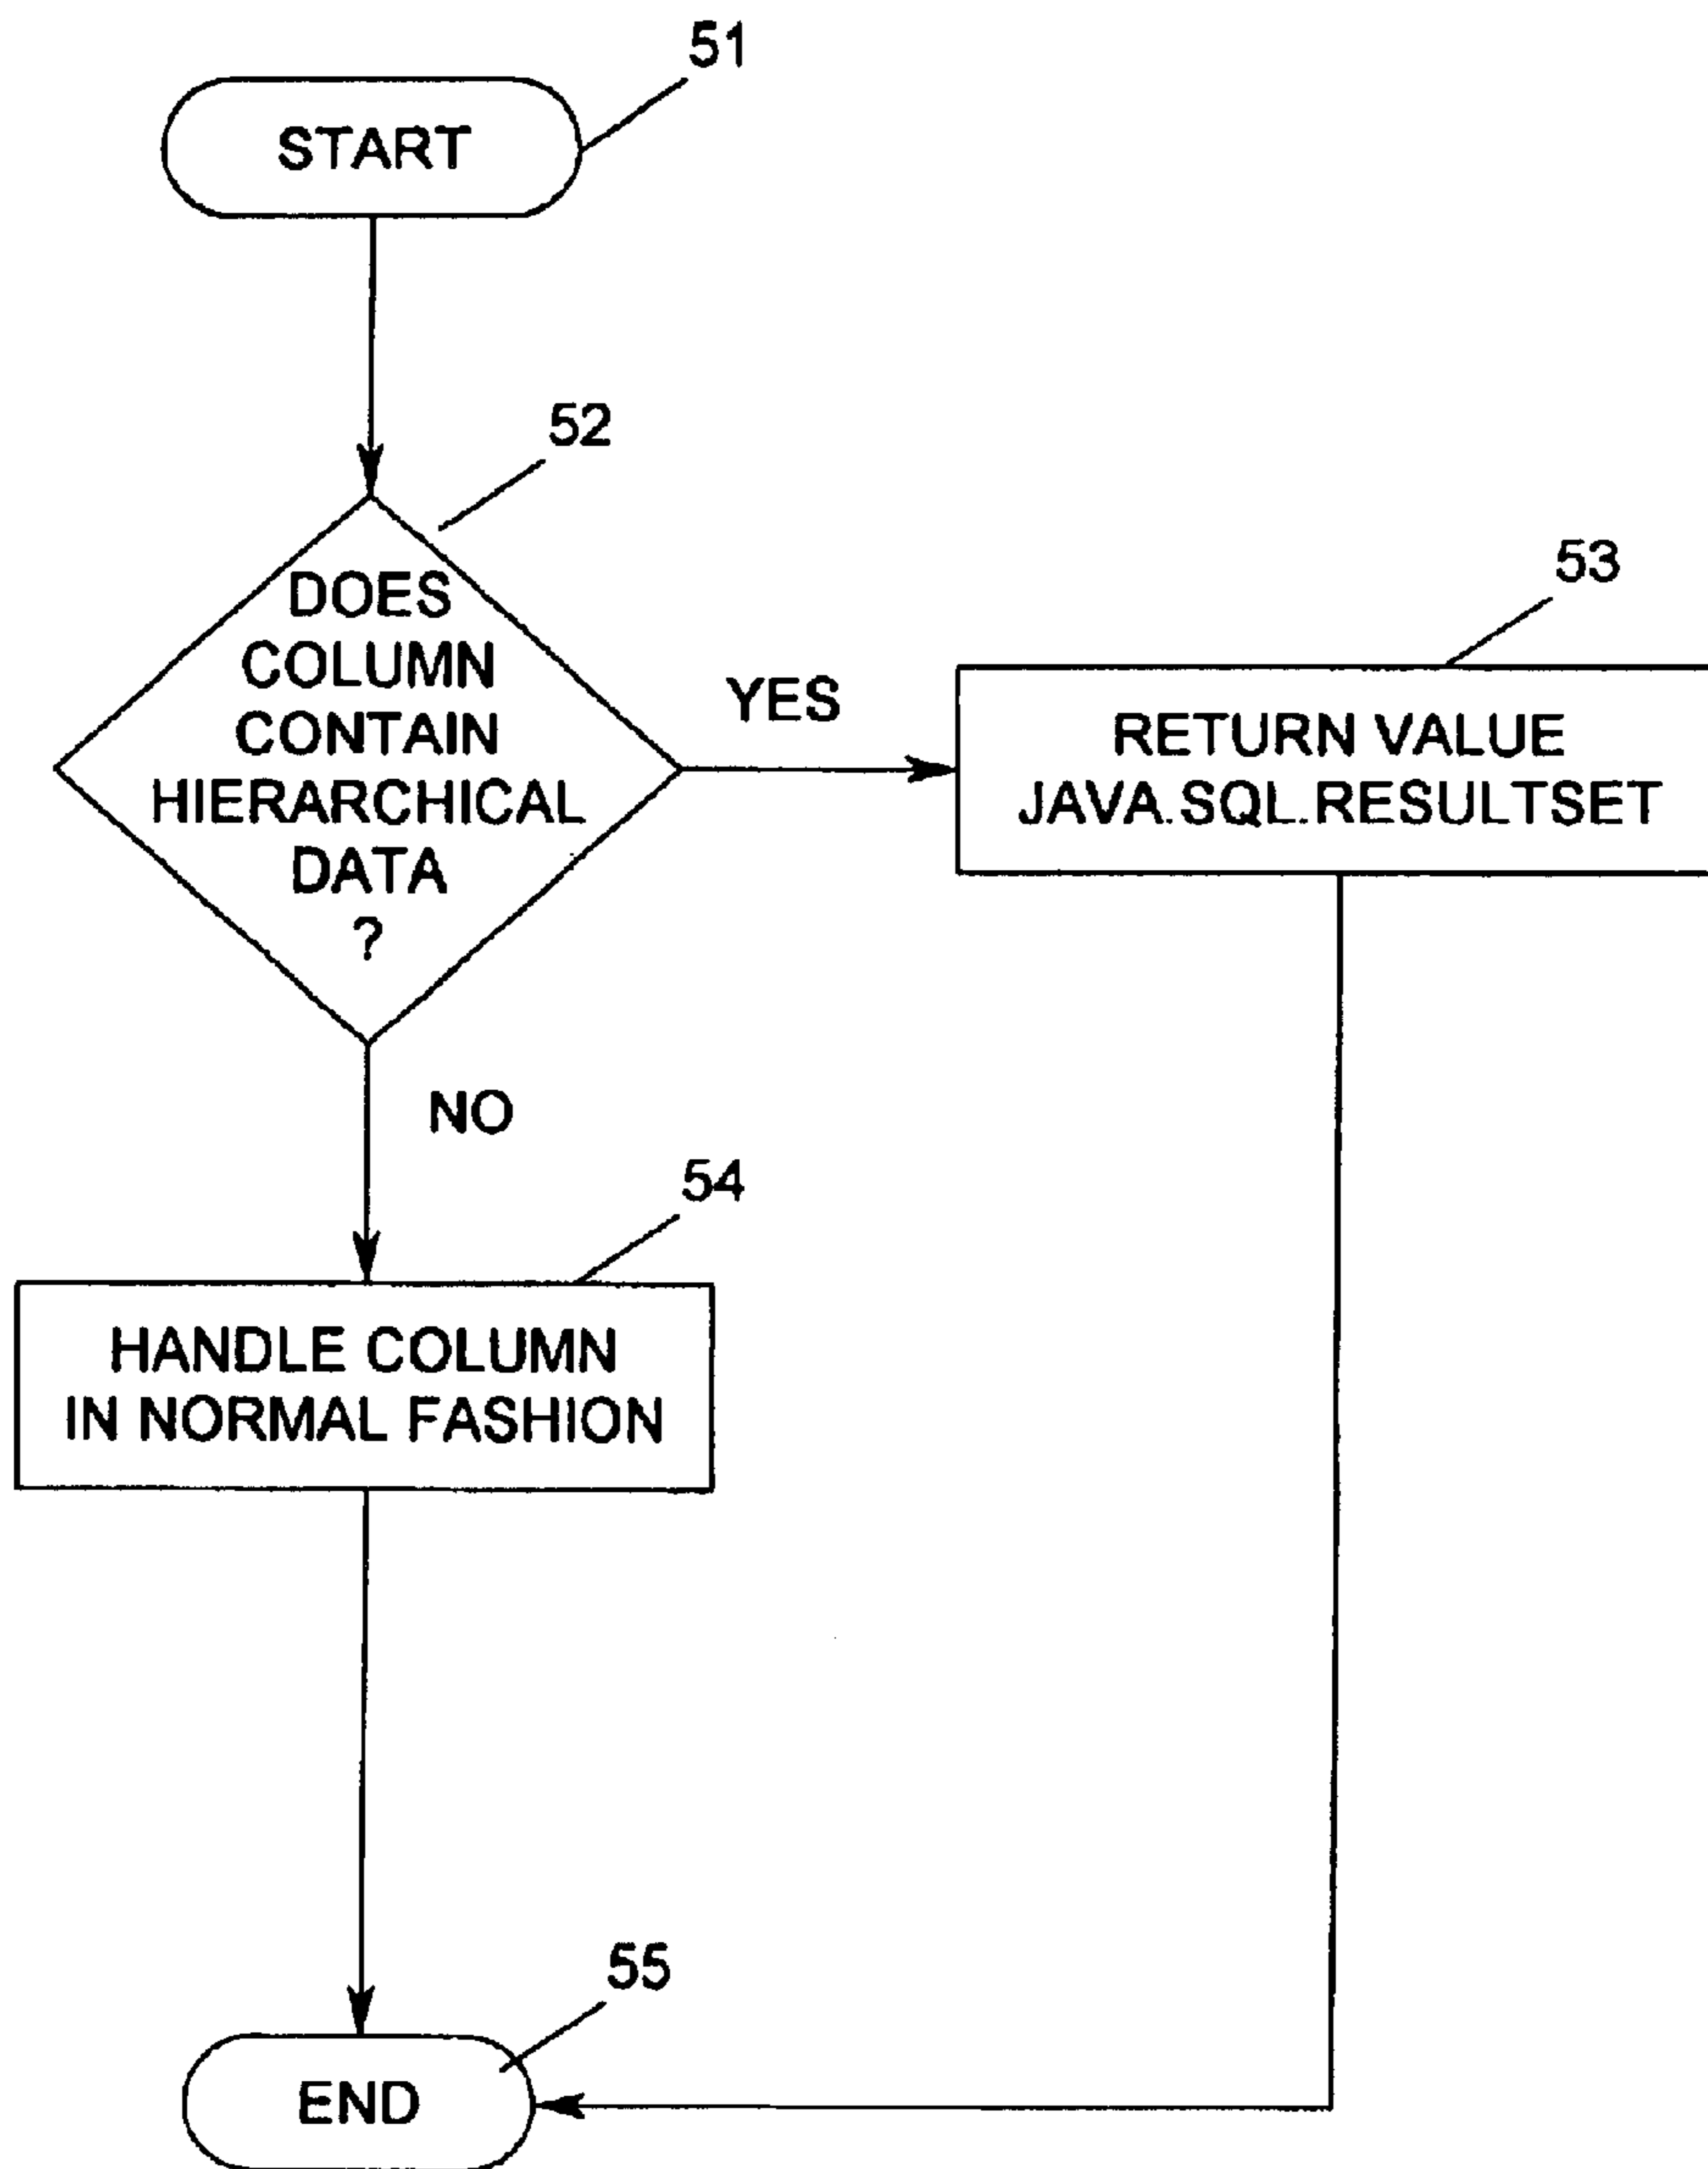 51
START
52
DOES
COLUMN
CONTAIN
HIERARCHICAL
DATA
?
YES
53
RETURN VALUE
JAVA.SQL.RESULTSET
NO
54
HANDLE COLUMN
IN NORMAL FASHION
55
END